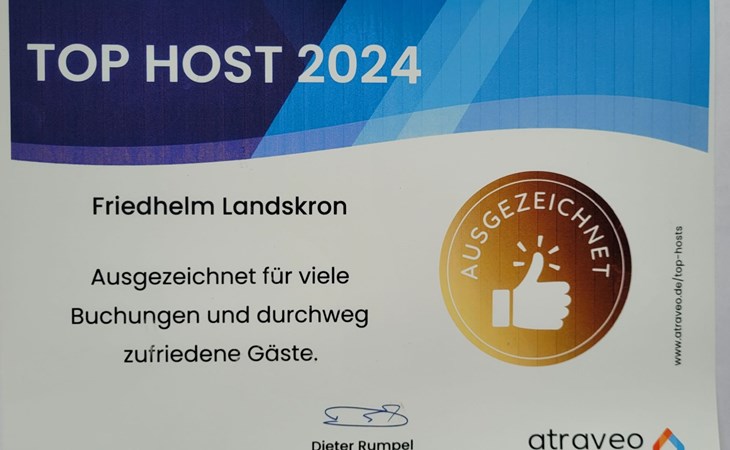 TOP HOST 2024
Friedhelm Landskron
AUSGEZEICHNET
Ausgezeichnet für viele
Buchungen und durchweg
zufriedene Gäste.
www.atraveo.de/top-hosts
Dieter Rumpel
atraveo